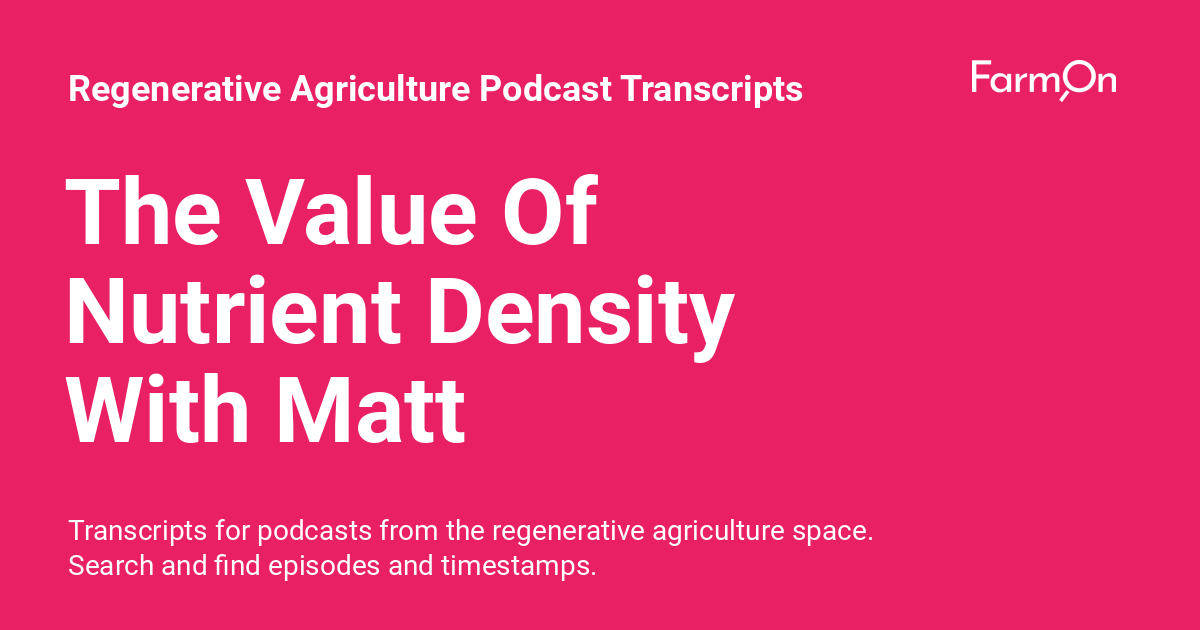 Regenerative Agriculture Podcast Transcripts
FarmOn
The Value Of
Nutrient Density
With Matt
Transcripts for podcasts from the regenerative agriculture space.
Search and find episodes and timestamps.